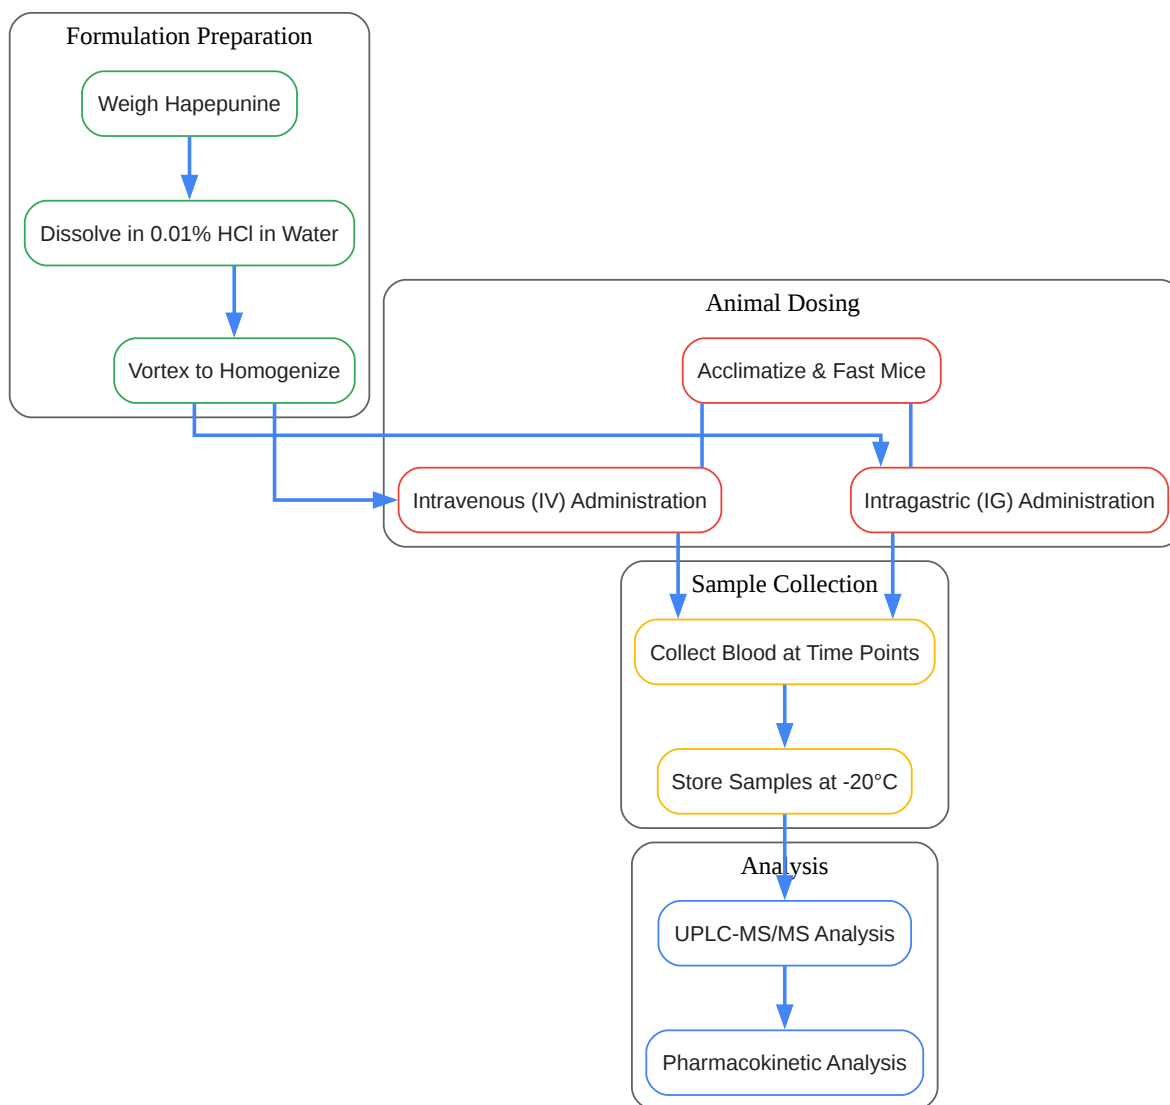 Formulation Preparation
Weigh Hapepunine
Dissolve in 0.01% HCl in Water
Vortex to Homogenize
Animal Dosing
Acclimatize & Fast Mice
Intravenous (IV) Administration
Intragastric (IG) Administration
Sample Collection
Collect Blood at Time Points
Store Samples at -20°C
Analysis
UPLC-MS/MS Analysis
Pharmacokinetic Analysis